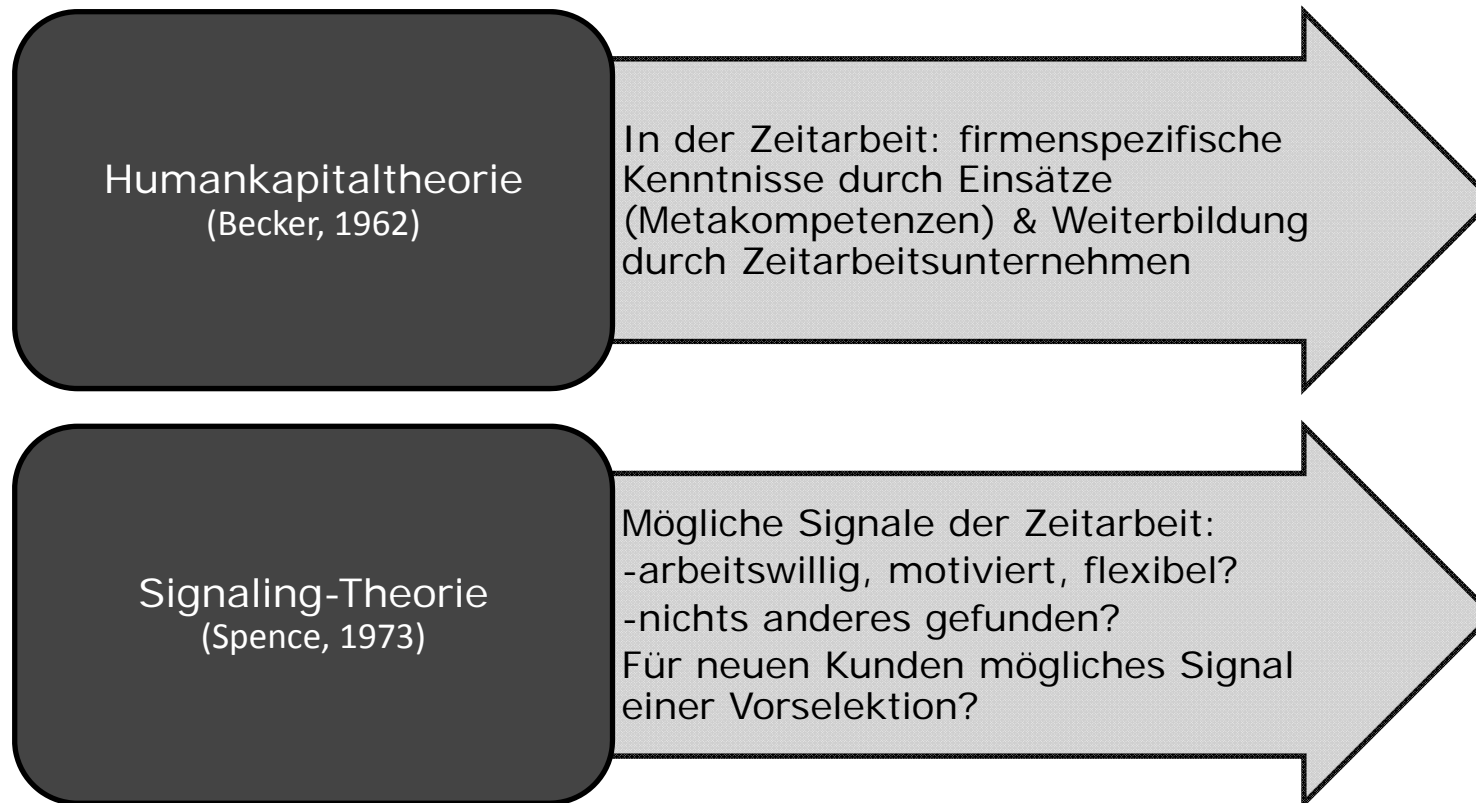 Humankapitaltheorie
(Becker, 1962)
In der Zeitarbeit: firmenspezifische
Kenntnisse durch Einsätze
(Metakompetenzen) & Weiterbildung
durch Zeitarbeitsunternehmen
Signaling-Theorie
(Spence, 1973)
Mögliche Signale der Zeitarbeit:
-arbeitswillig, motiviert, flexibel?
-nichts anderes gefunden?
Für neuen Kunden mögliches Signal
einer Vorselektion?